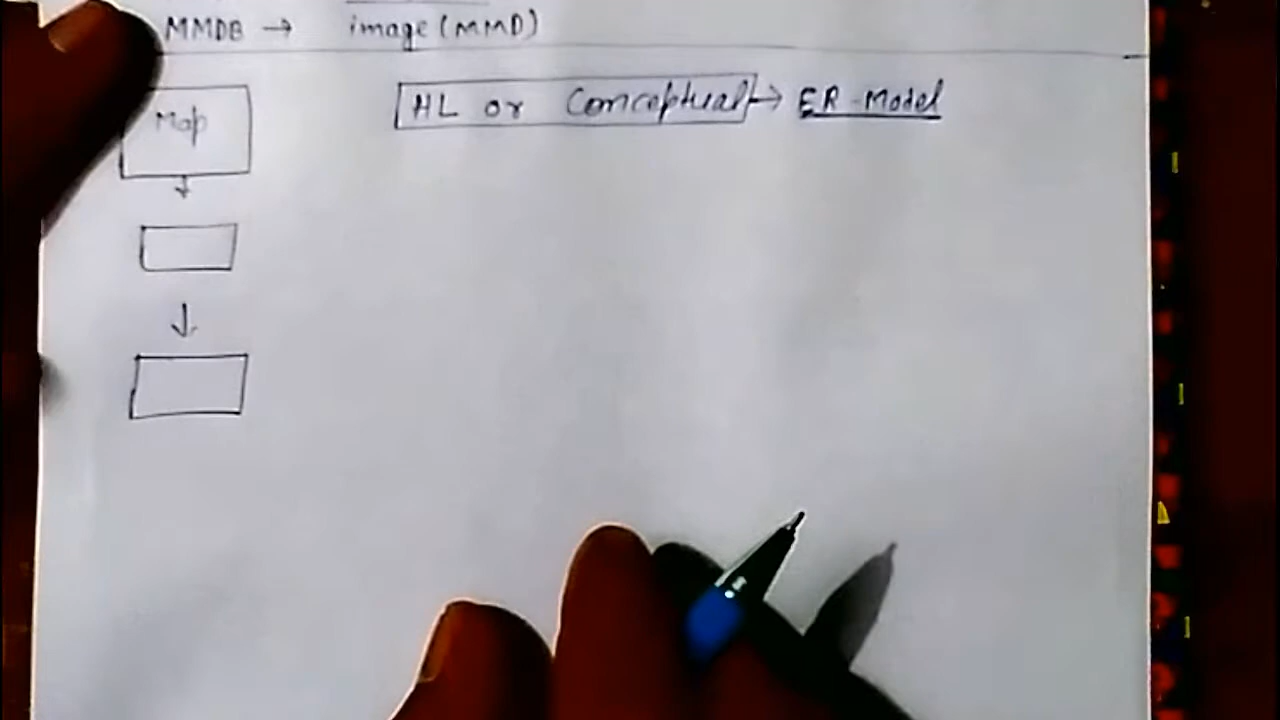 MMDB → image (MMD)
Map
HL or Conceptual → ER-Model